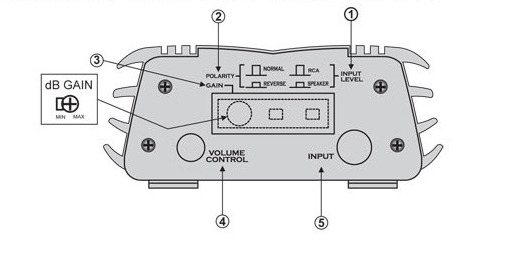 ② ①
③ NORMAL RCA
POLARITY INPUT
LEVEL
GAIN REVERSE SPEAKER
dB GAIN
MIN MAX
VOLUME
CONTROL
INPUT
④ ⑤